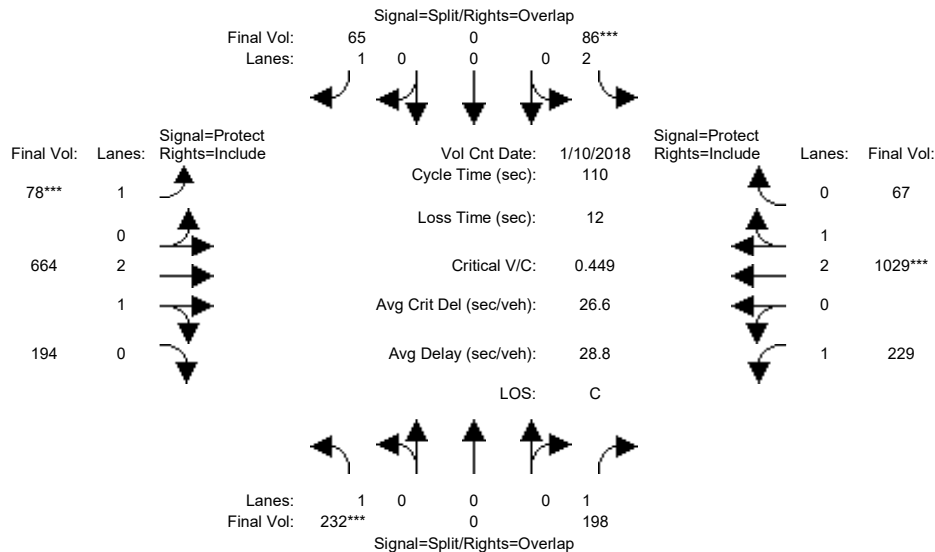 Signal=Split/Rights=Overlap
Final Vol: 65 0 86***
Lanes: 1 0 0 0 2
Signal=Protect Signal=Protect
Final Vol: Lanes: Rights=Include Vol Cnt Date: 1/10/2018 Rights=Include Lanes: Final Vol:
Cycle Time (sec): 110
78*** 1 0 67
Loss Time (sec): 12
0 1
664 2 Critical V/C: 0.449 2 1029***
1 Avg Crit Del (sec/veh): 26.6 0
194 0 Avg Delay (sec/veh): 28.8 1 229
LOS: C
Lanes: 1 0 0 0 1
Final Vol: 232*** 0 198
Signal=Split/Rights=Overlap